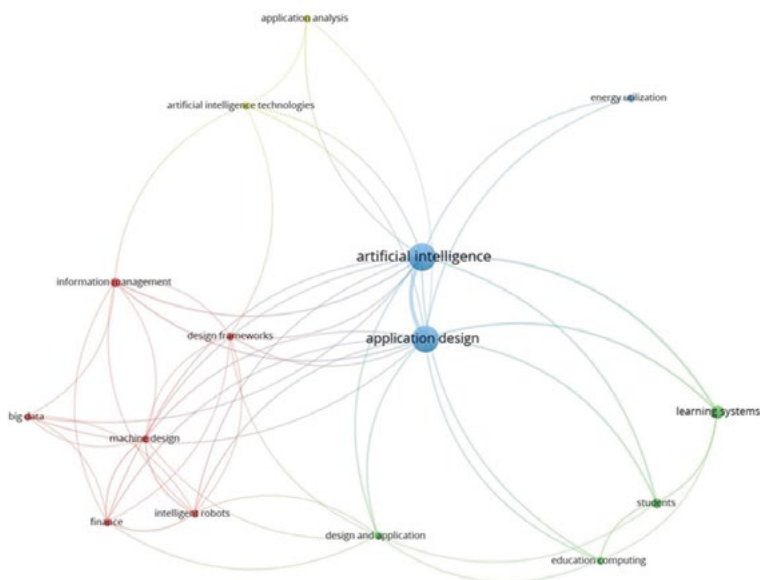 application analysis
energy utilization
artificial intelligence technologies
artificial intelligence
information management
design frameworks
application design
learning systems
big data
machine design
students
intelligent robots
finance
design and application
education computing